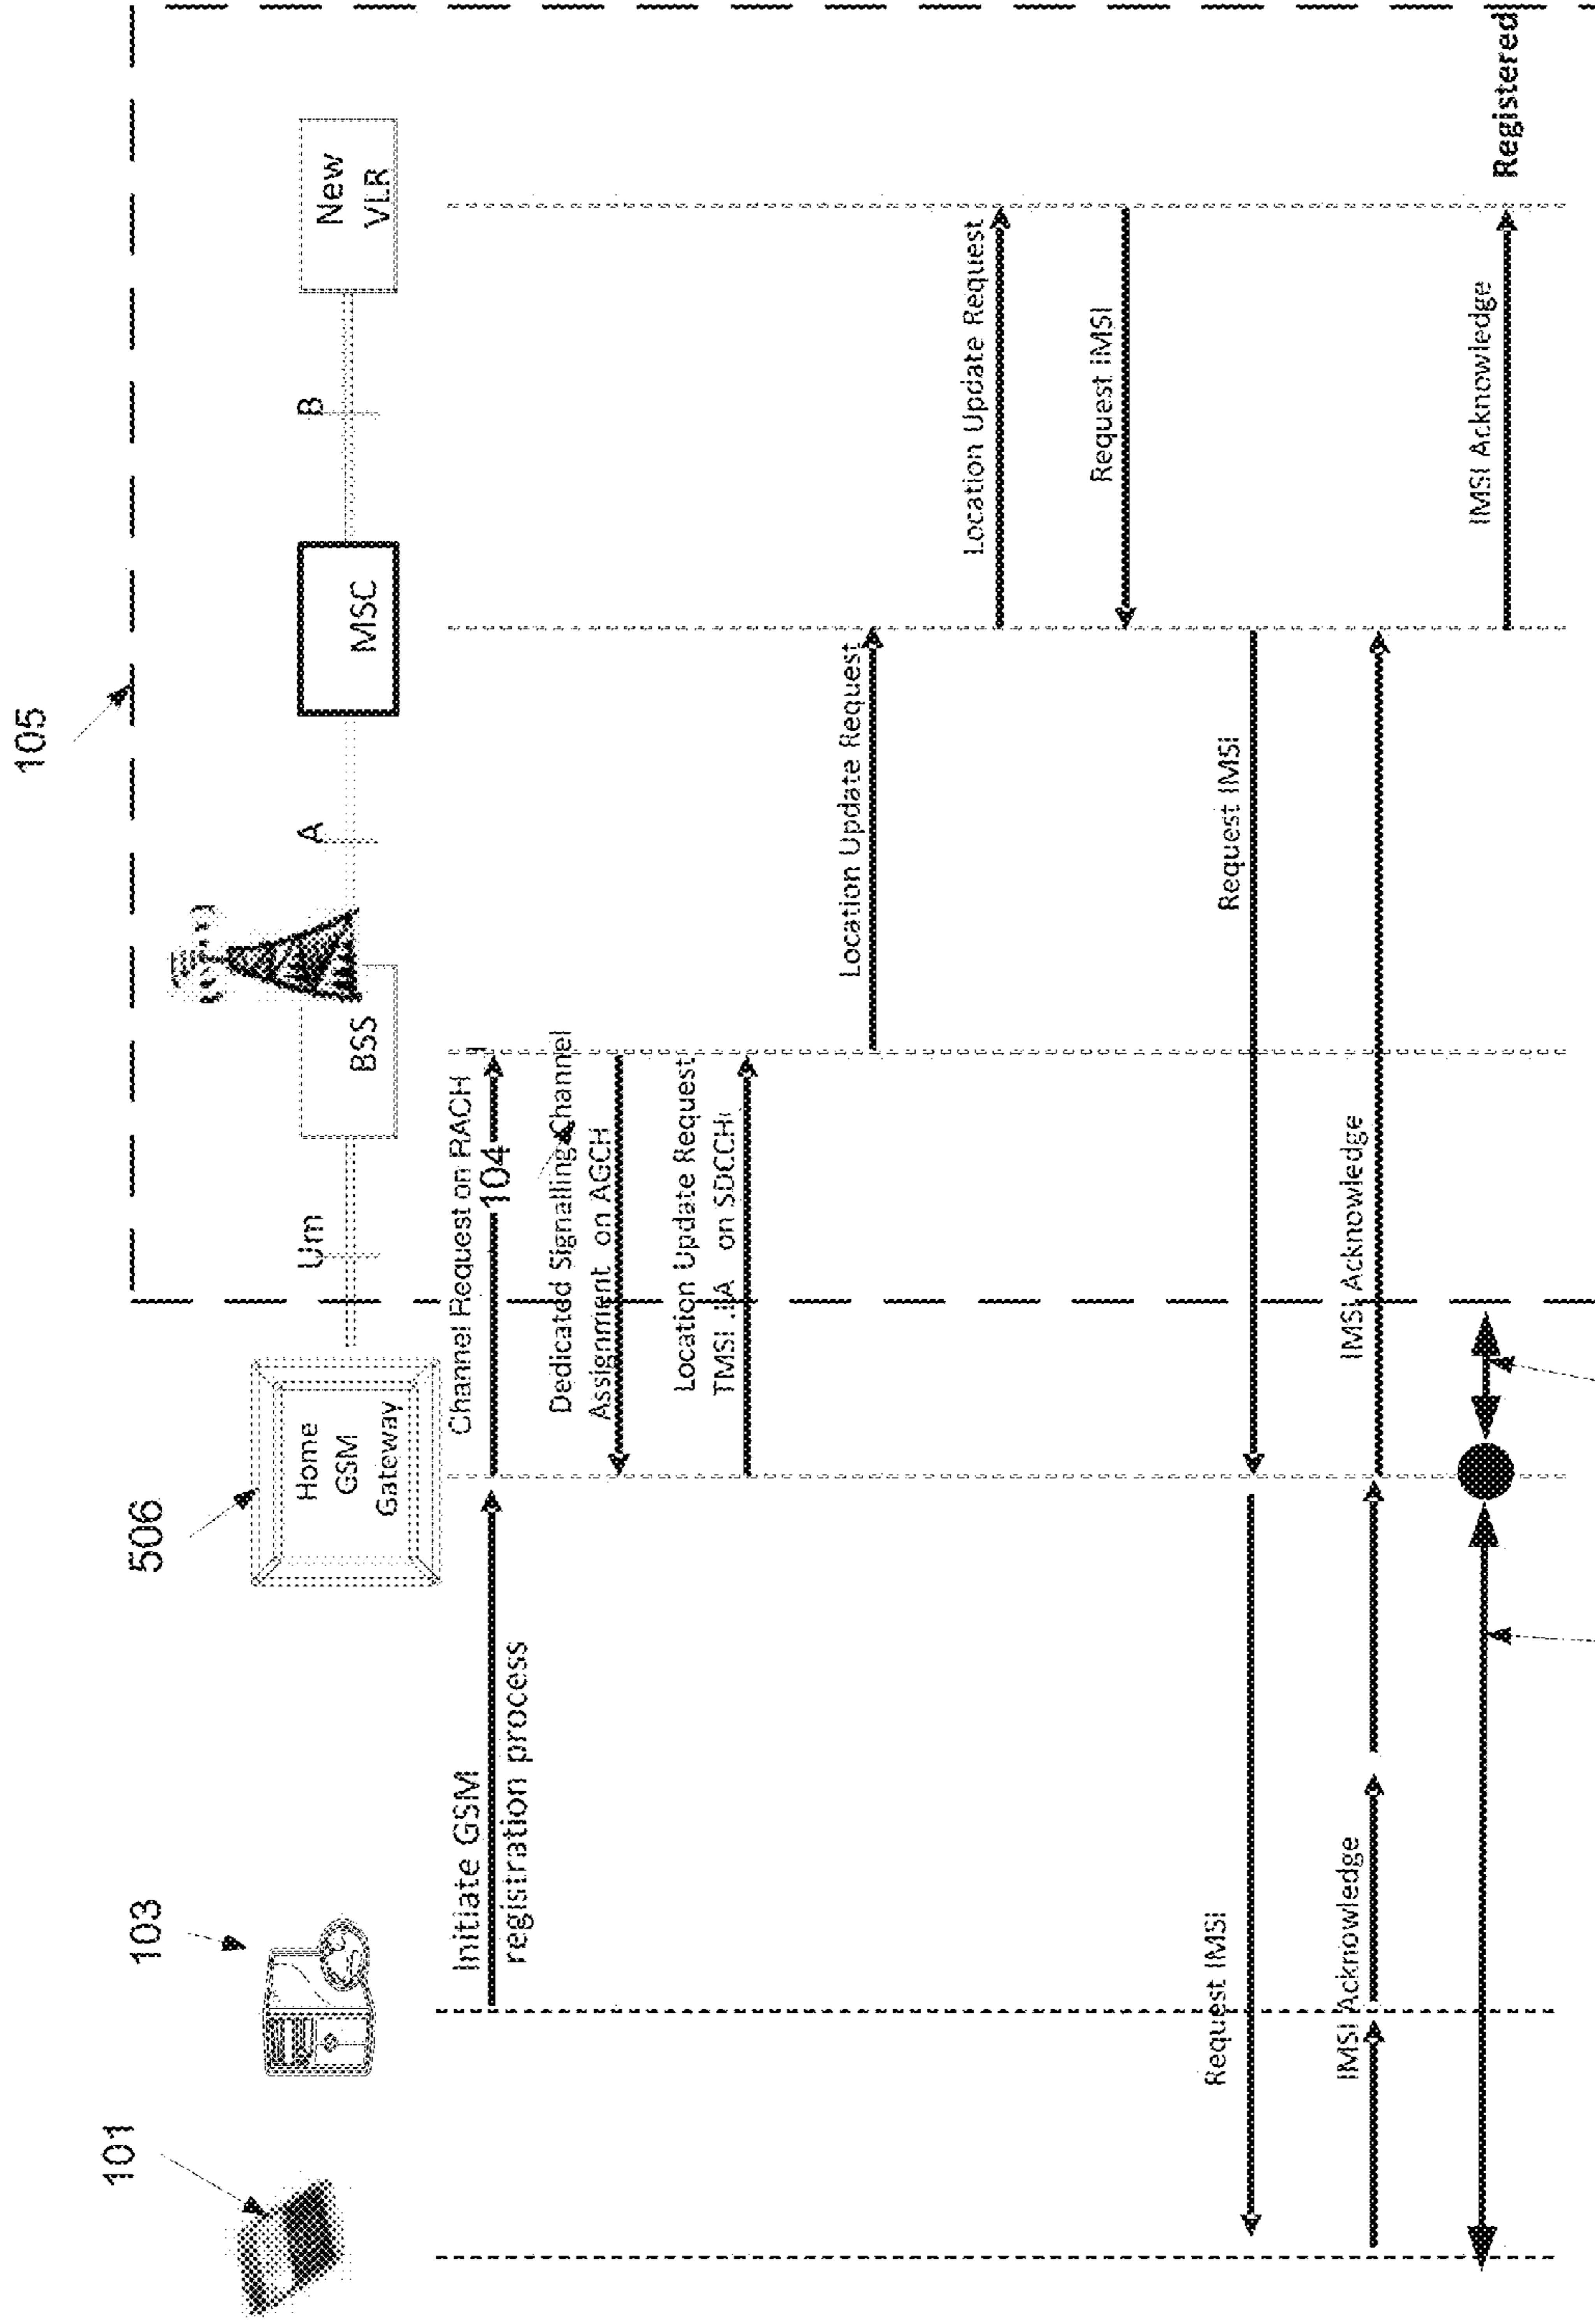 105
506
103
101
Home
GSM
Gateway
Um
BSS
A
MSC
B
New
VLR
Initiate GSM
registration process
Channel Request on RACH
104
Dedicated Signalling Channel
Assignment on AGCH
Location Update Request
TMSI on SDCCH
Location Update Request
Location Update Request
Request IMSI
Request IMSI
Request IMSI
IMSI Acknowledge
IMSI Acknowledge
IMSI Acknowledge
Registered